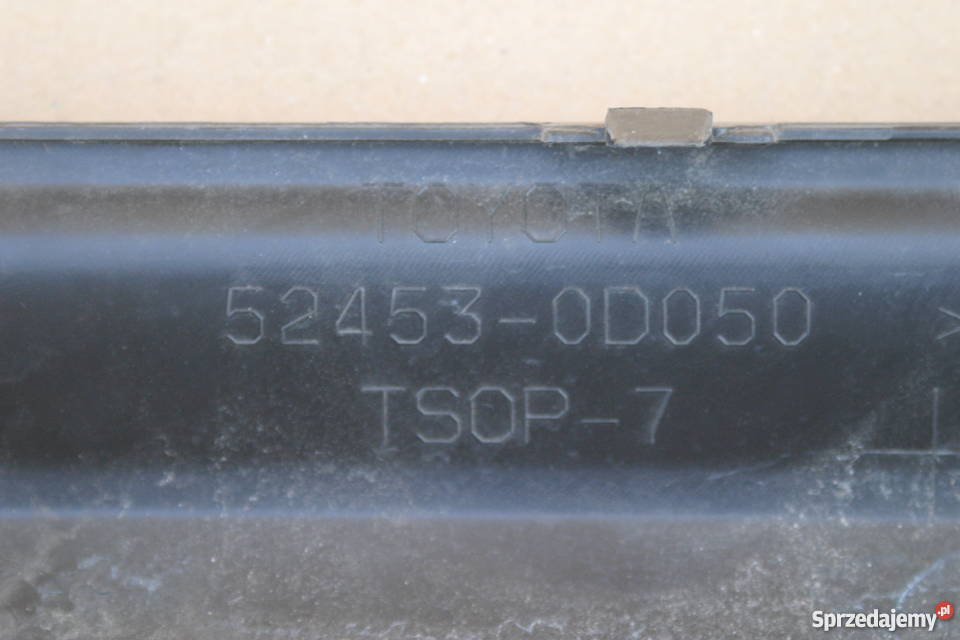 TOYOTA
52453-0D050
>
TSOP-7
Sprzedajemy.pl